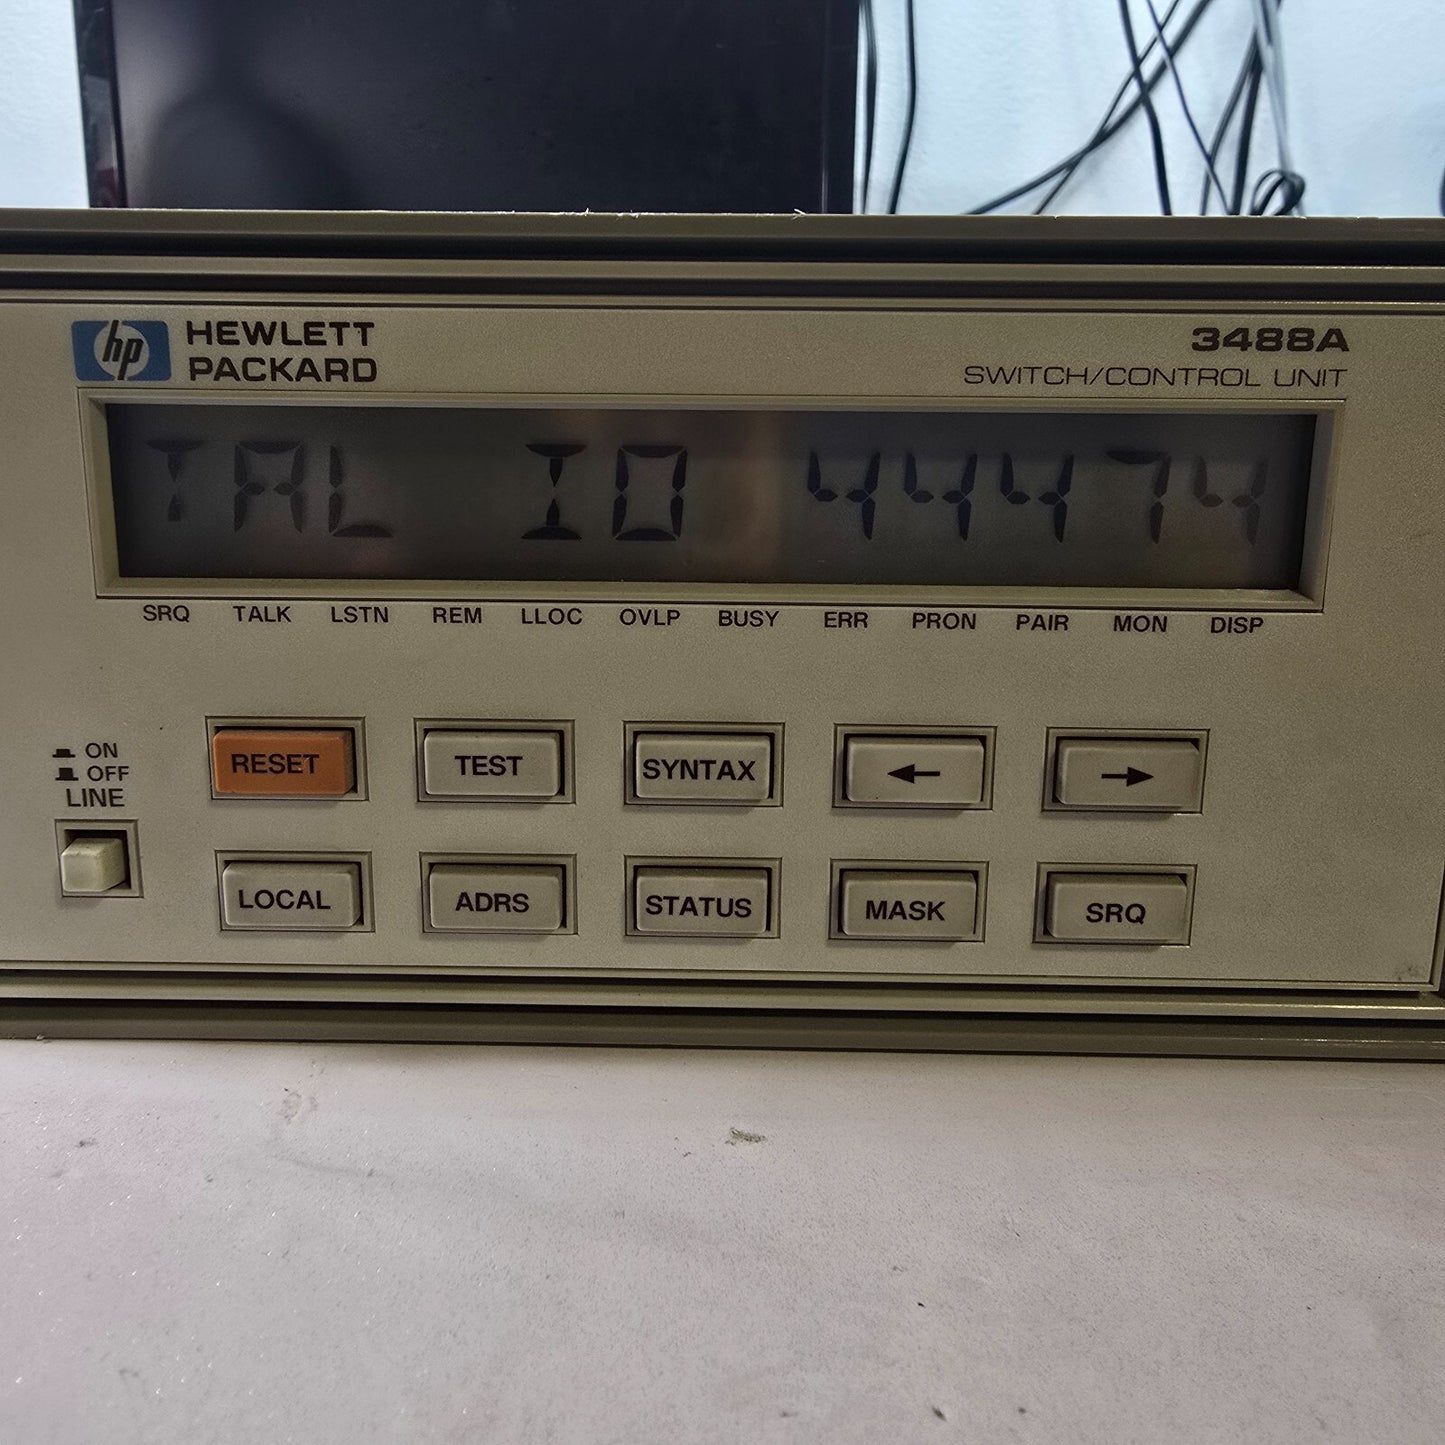 hp HEWLETT
PACKARD
3488A
SWITCH/CONTROL UNIT
TAL IO 44474
SRQ TALK LSTN REM LLOC OVLP BUSY ERR PRON PAIR MON DISP
ON
OFF
LINE
RESET TEST SYNTAX ← →
LOCAL ADRS STATUS MASK SRQ